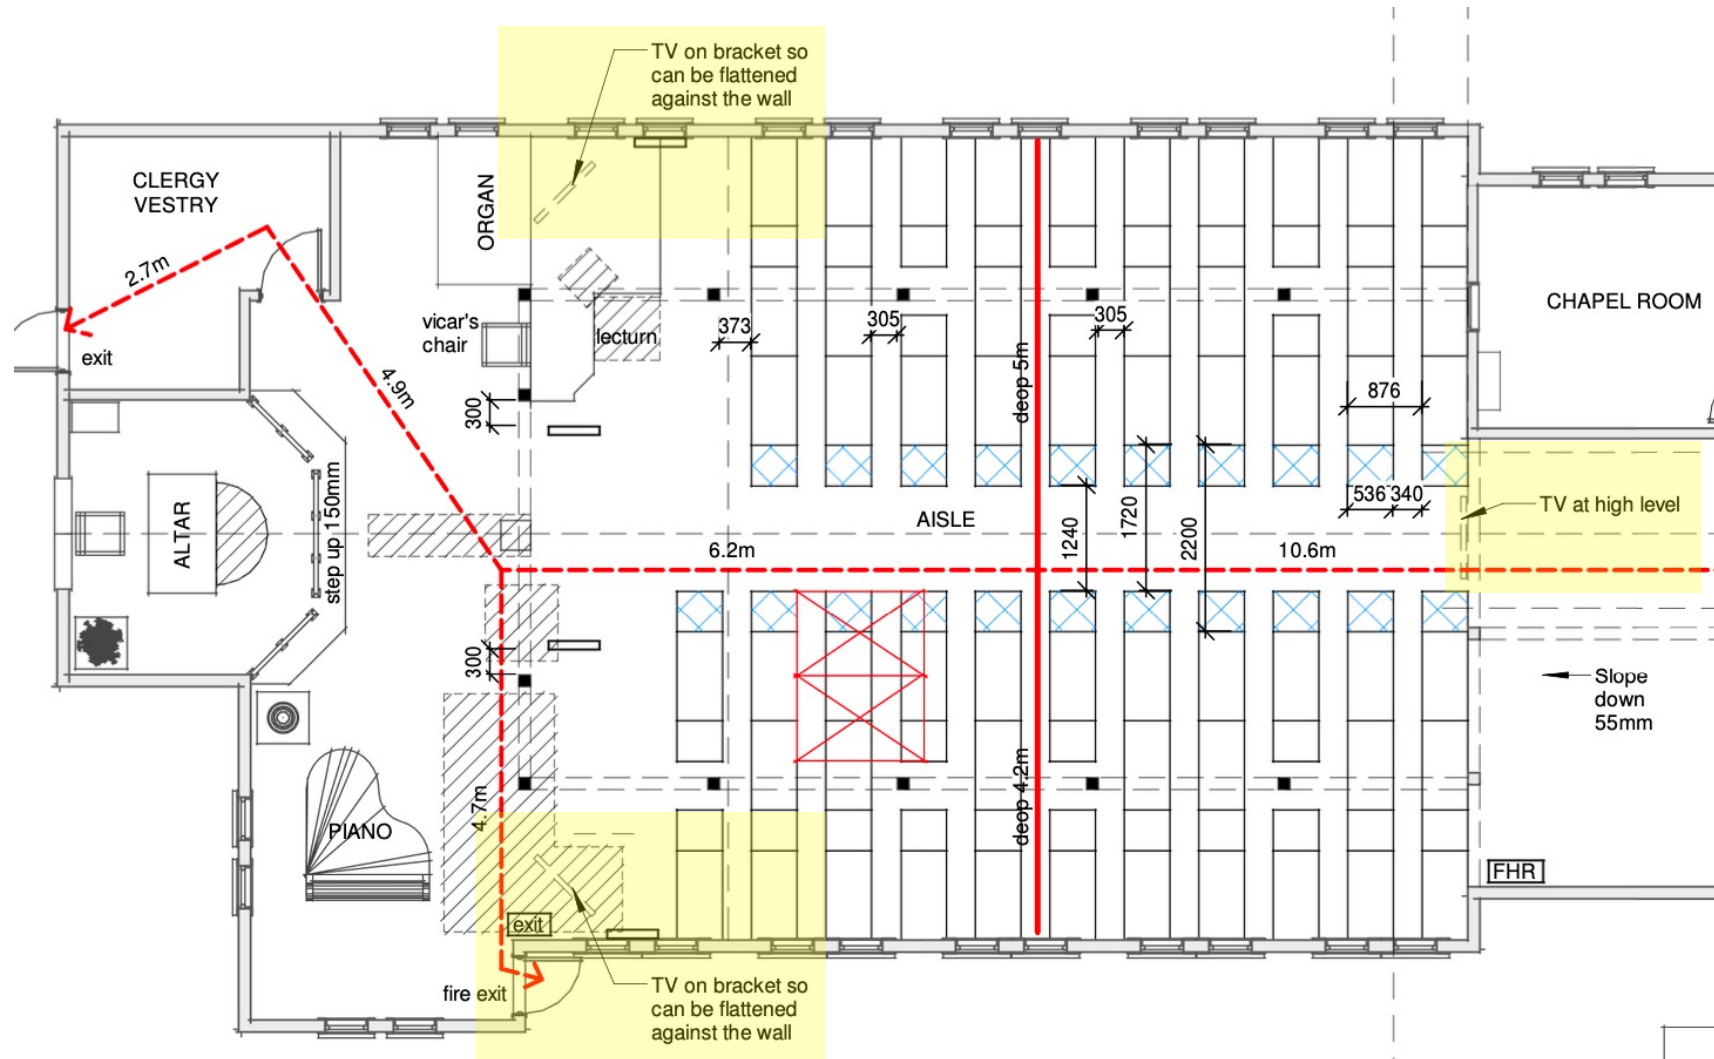 TV on bracket so
can be flattened
against the wall
CLERGY
VESTRY
ORGAN
2.7m
exit
vicar's
chair
lecturn
373
305
305
CHAPEL ROOM
4.9m
300
deop 5m
876
ALTAR
step up 150mm
AISLE
6.2m
1240
1720
2200
10.6m
536
340
TV at high level
300
Slope
down
55mm
PIANO
4.7m
deop 4.2m
FHR
exit
fire exit
TV on bracket so
can be flattened
against the wall